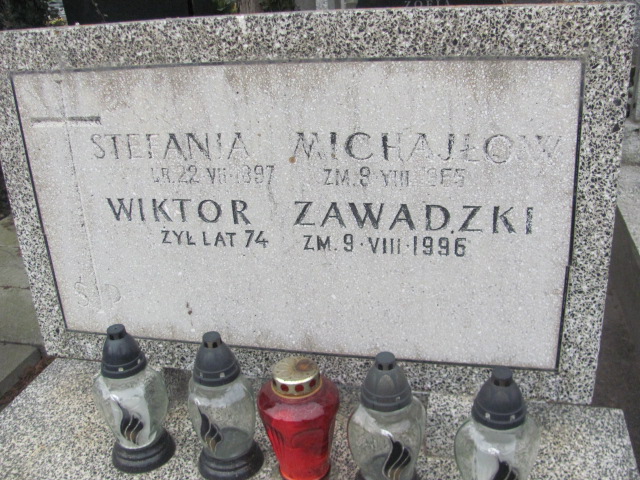 STEFANIA MICHAJŁOW
UR. 22 VII 1897 ZM. 8 VIII 1965
WIKTOR ZAWADZKI
ŻYŁ LAT 74 ZM. 9·VIII·1996
Ś P